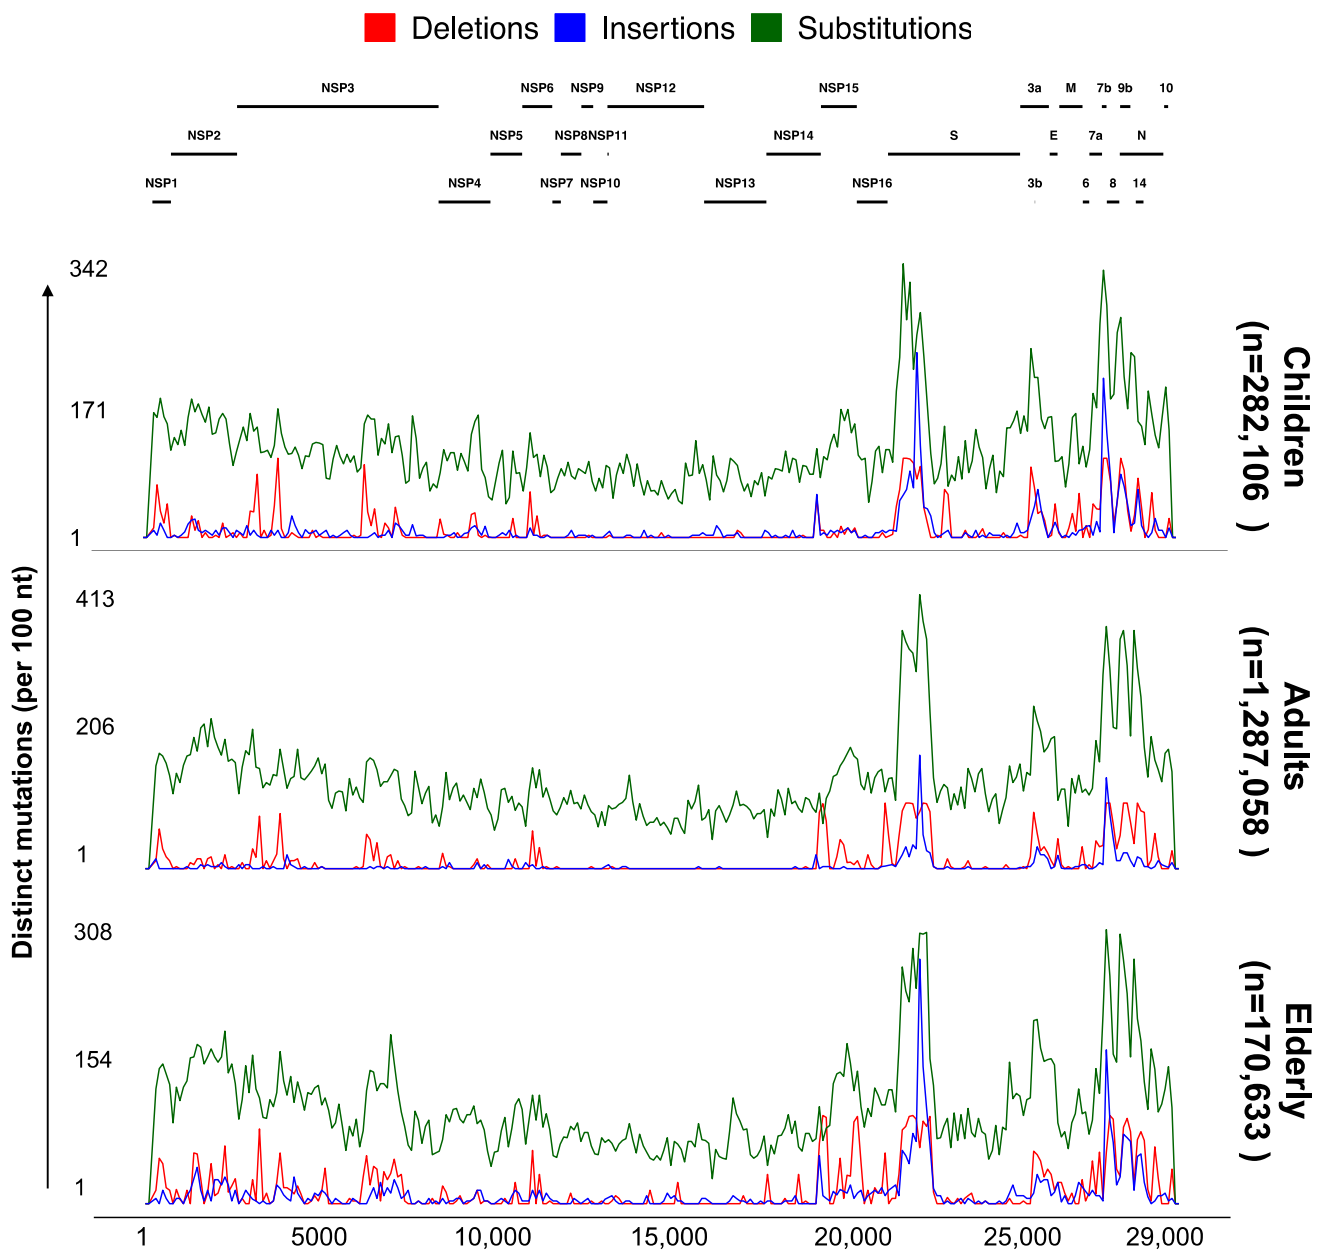 Deletions Insertions Substitutions
NSP3 NSP6 NSP9 NSP12 NSP15 3a M 7b 9b 10
NSP2 NSP5 NSP8 NSP11 NSP14 S E 7a N
NSP1 NSP4 NSP7 NSP10 NSP13 NSP16 3b 6 8 14
Distinct mutations (per 100 nt)
342
171
1
Children
(n=282,106 )
413
206
1
Adults
(n=1,287,058 )
308
154
1
Elderly
(n=170,633 )
1 5000 10,000 15,000 20,000 25,000 29,000